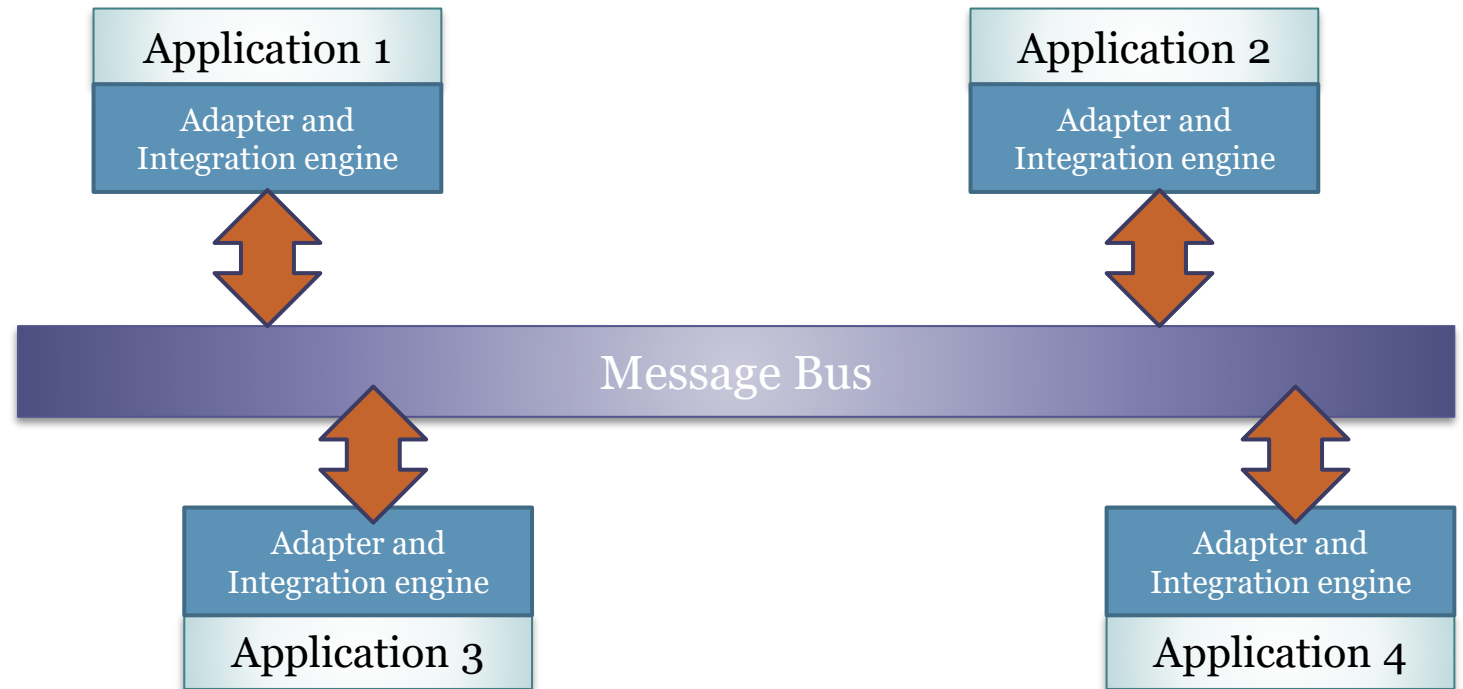 Application 1
Adapter and
Integration engine
Application 2
Adapter and
Integration engine
Message Bus
Adapter and
Integration engine
Application 3
Adapter and
Integration engine
Application 4